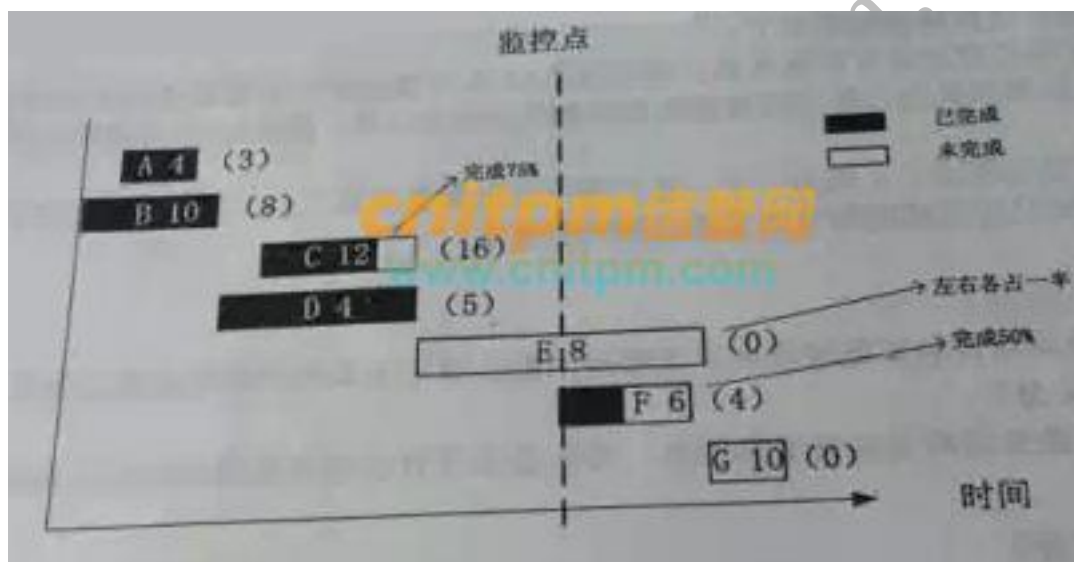 监控点
已完成
未完成
A 4 (3)
完成75%
B 10 (8)
cnitpm信管网
www.cnitpm.com
C 12 (16)
D 4 (5)
左右各占一半
E 8 (0)
完成50%
F 6 (4)
G 10 (0)
时间